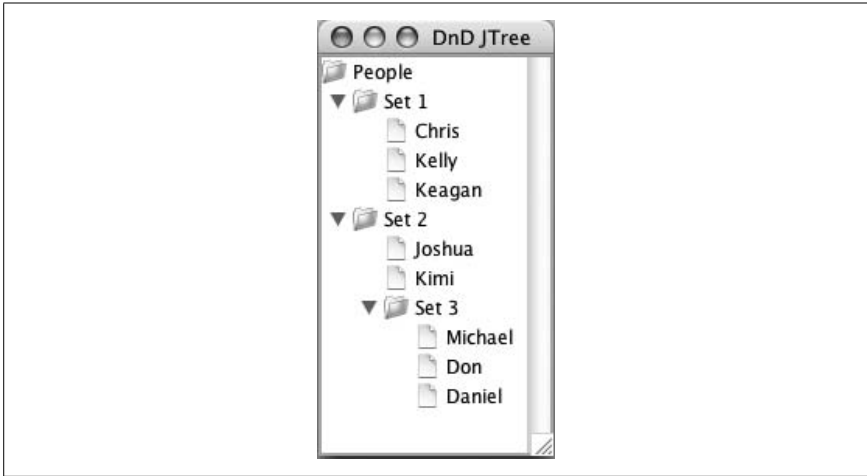 DnD JTree
People
Set 1
Chris
Kelly
Keagan
Set 2
Joshua
Kimi
Set 3
Michael
Don
Daniel